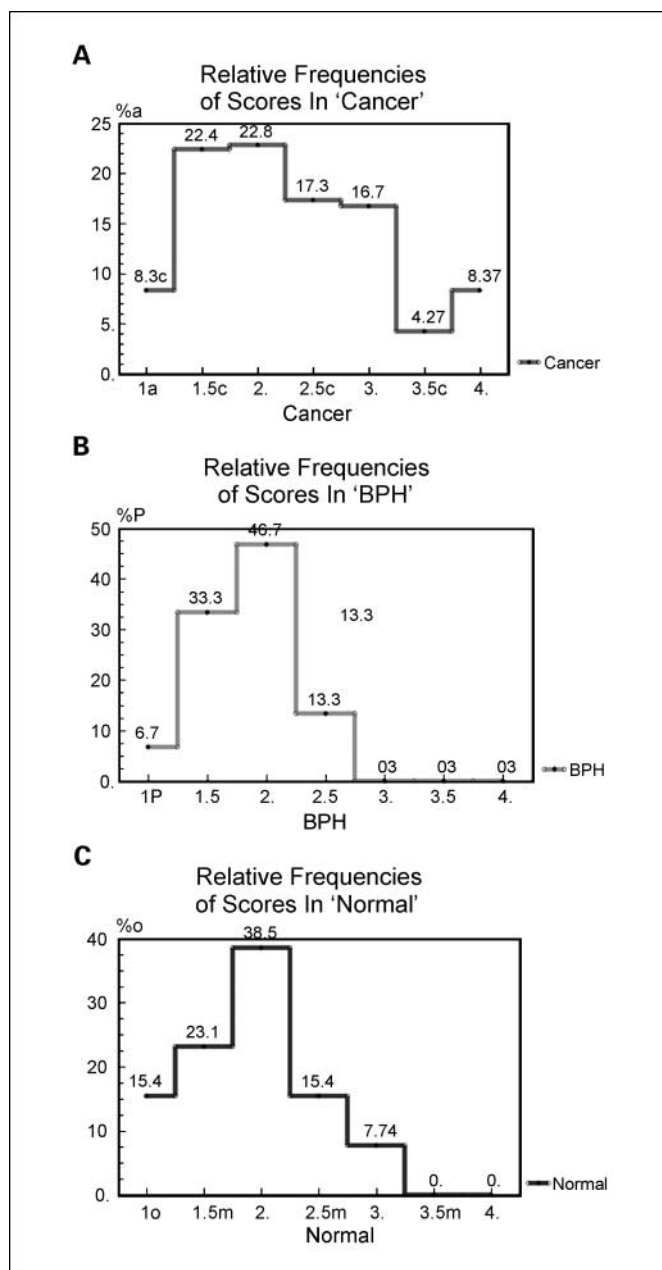 A
Relative Frequencies
of Scores In ‘Cancer’
%a
25
20
15
10
5.
0.
8.3c
22.4
22.8
17.3
16.7
4.27
8.37
1a 1.5c 2. 2.5c 3. 3.5c 4.
Cancer
Cancer
B
Relative Frequencies
of Scores In ‘BPH’
%P
50
40
30
20
10
0.
6.7
33.3
46.7
13.3
13.3
03 03 03
1P 1.5 2. 2.5 3. 3.5 4.
BPH
BPH
C
Relative Frequencies
of Scores In ‘Normal’
%o
40
30
20
10
0.
15.4
23.1
38.5
15.4
7.74
0. 0.
1o 1.5m 2. 2.5m 3. 3.5m 4.
Normal
Normal